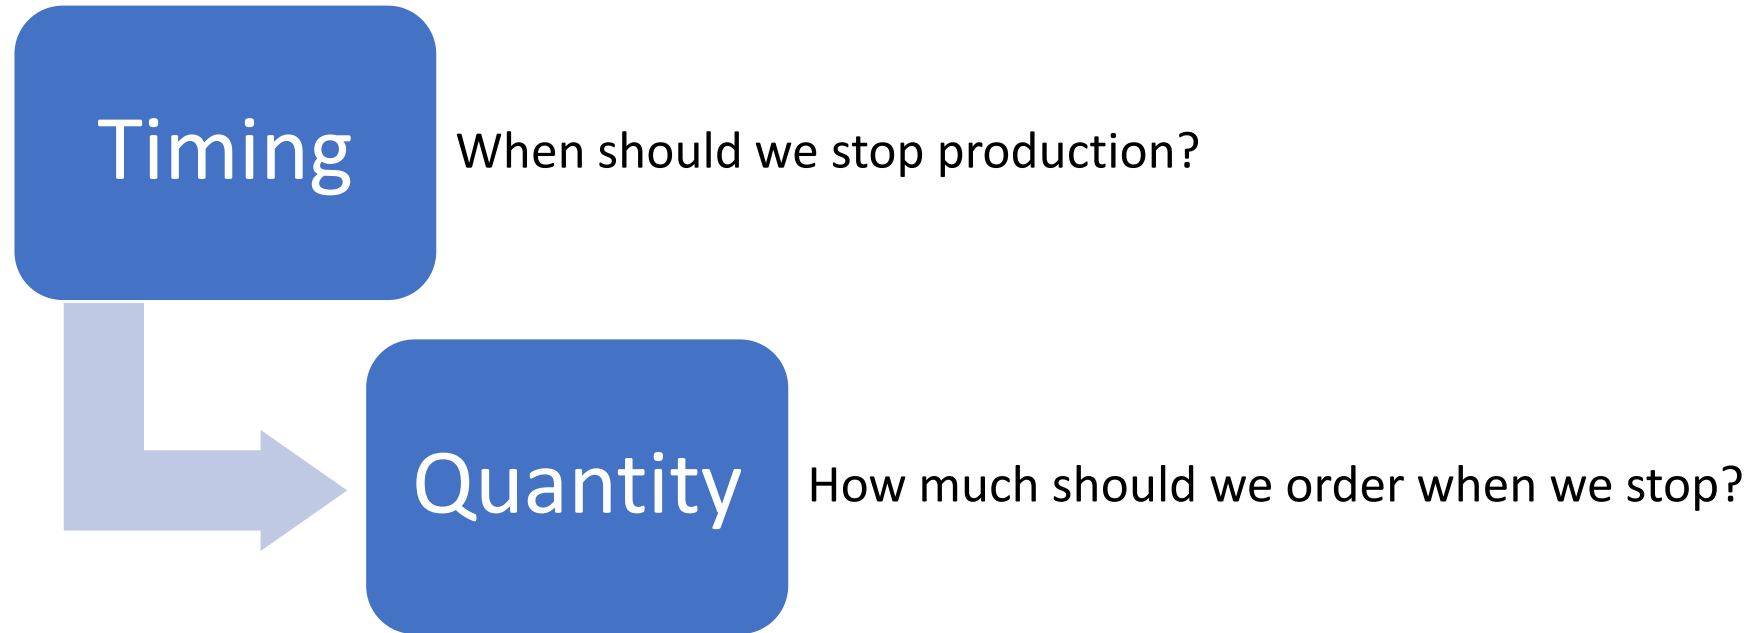 Timing
When should we stop production?
Quantity
How much should we order when we stop?